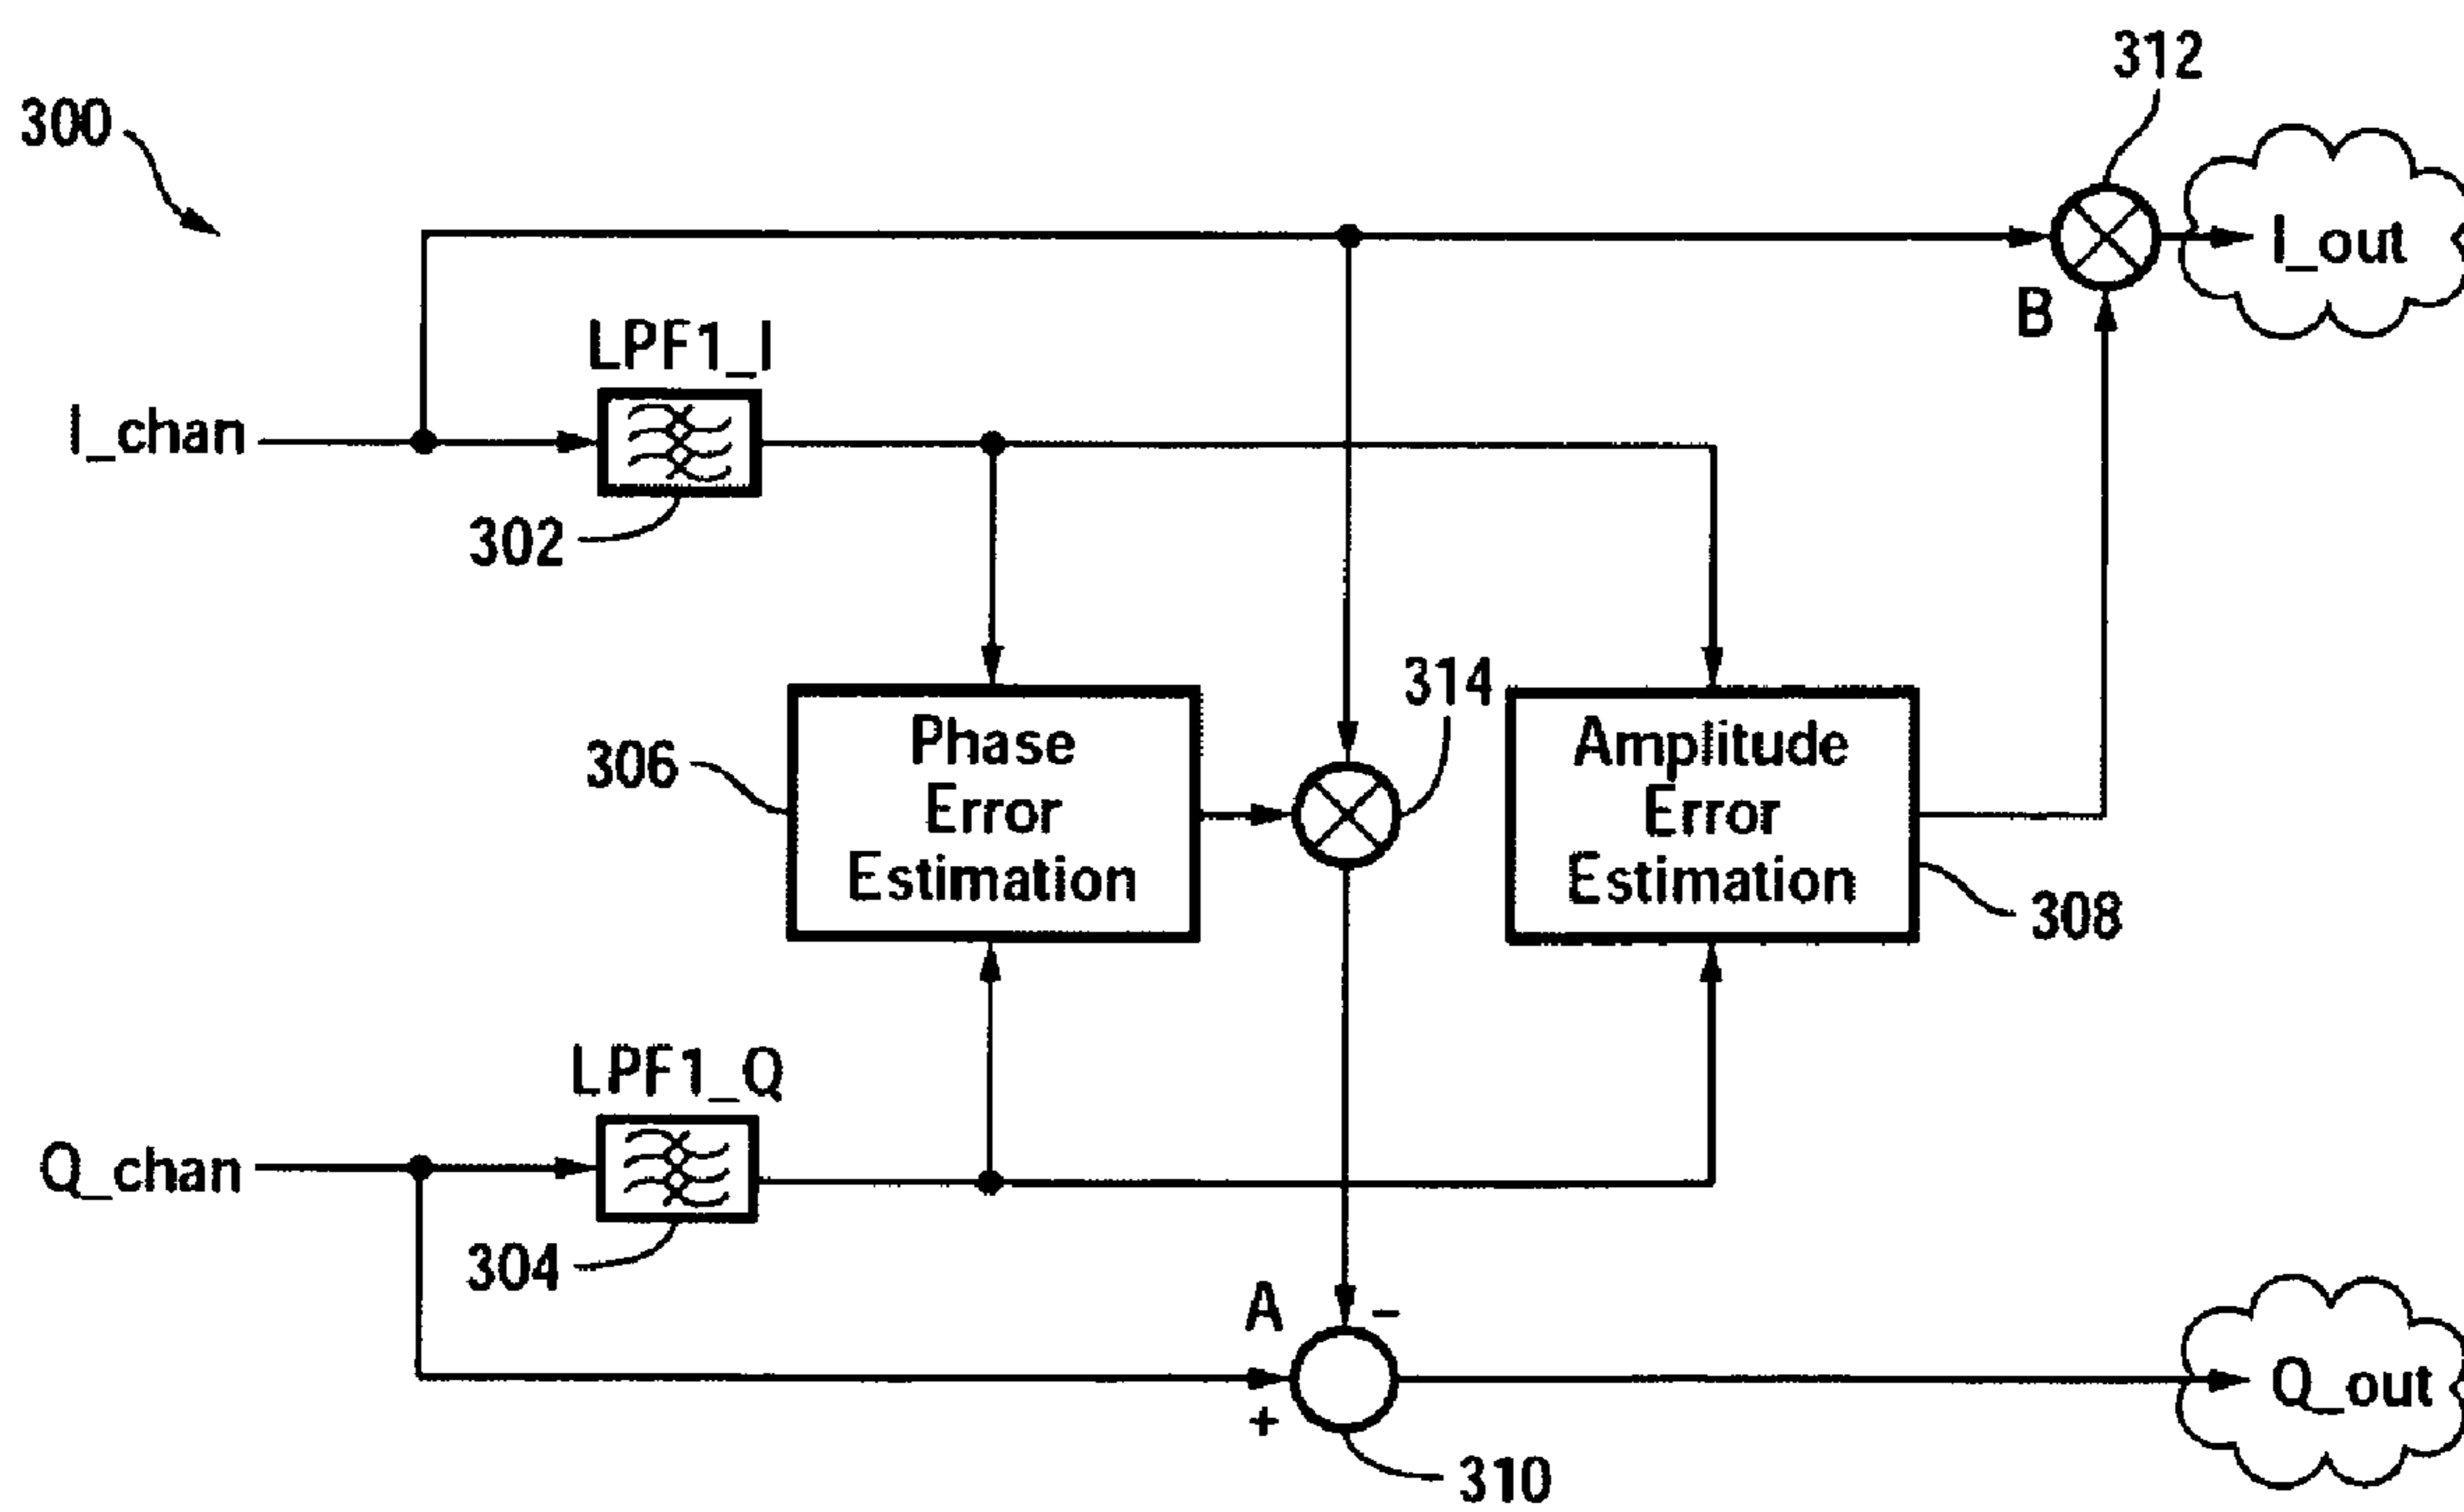 312
300
I_out
B
LPF1_I
I_chan
302
314
Phase
Error
Estimation
306
Amplitude
Error
Estimation
308
LPF1_Q
Q_chan
304
A
-
+
Q_out
310